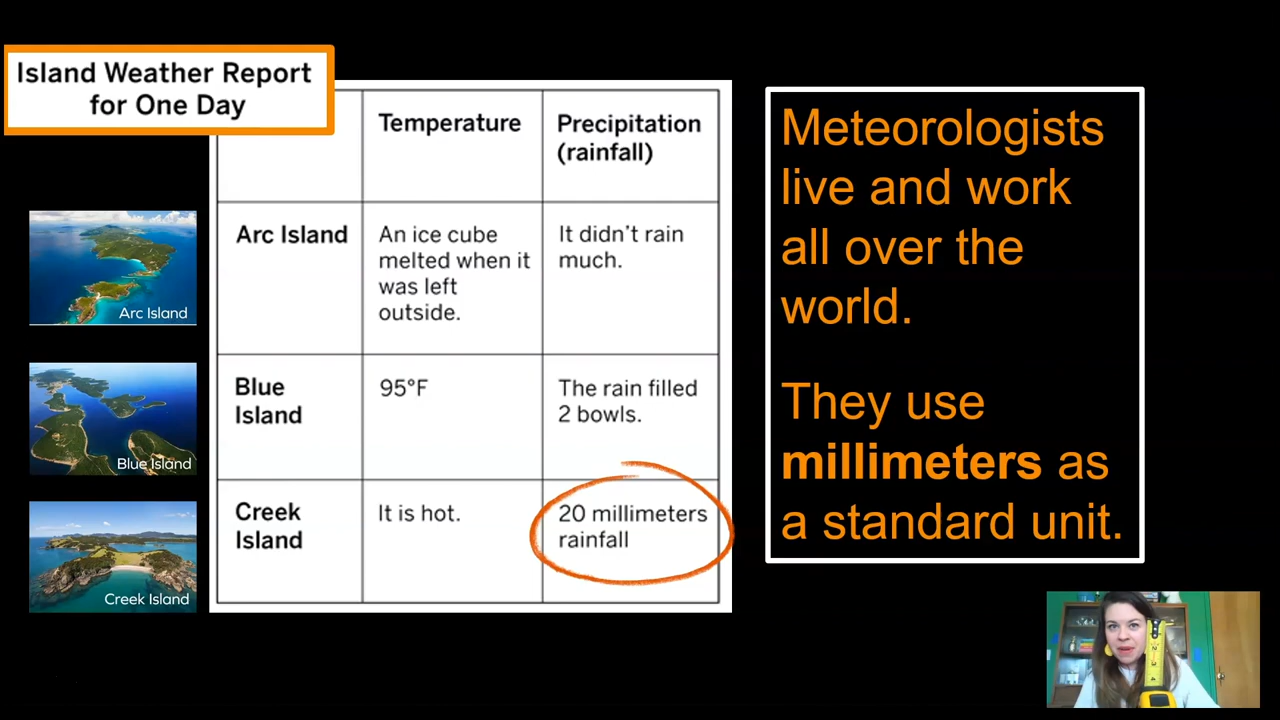 Island Weather Report
for One Day
Temperature
Precipitation
(rainfall)
Arc Island
An ice cube
melted when it
was left
outside.
It didn't rain
much.
Blue
Island
95°F
The rain filled
2 bowls.
Creek
Island
It is hot.
20 millimeters
rainfall
Arc Island
Blue Island
Creek Island
Meteorologists
live and work
all over the
world.
They use
millimeters as
a standard unit.